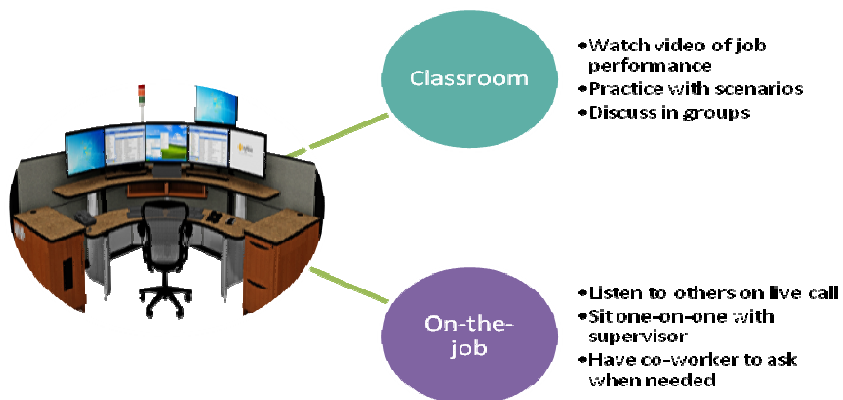 Classroom
•Watch video of job
performance
•Practice with scenarios
•Discuss in groups
On-the-
job
•Listen to others on live call
•Sit one-on-one with
supervisor
•Have co-worker to ask
when needed